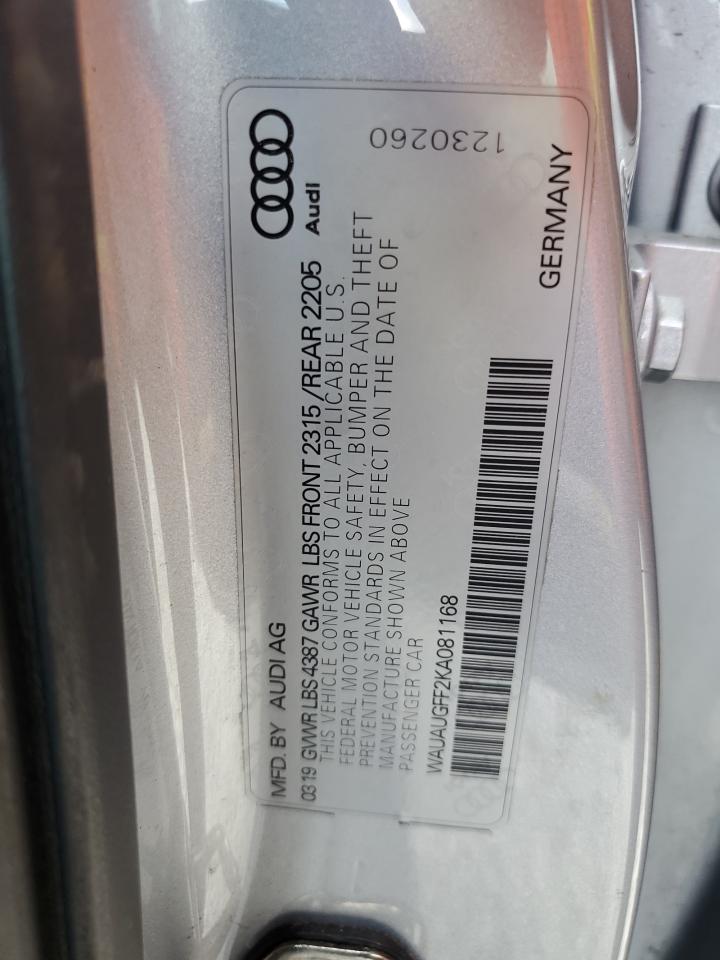 MFD. BY AUDI AG
Audi
0319 GVWR LBS 4387 GAWR LBS FRONT 2315 / REAR 2205
THIS VEHICLE CONFORMS TO ALL APPLICABLE U.S.
FEDERAL MOTOR VEHICLE SAFETY, BUMPER AND THEFT
PREVENTION STANDARDS IN EFFECT ON THE DATE OF
MANUFACTURE SHOWN ABOVE
PASSENGER CAR
WAUAUGFF2KA081168
GERMANY
1230260